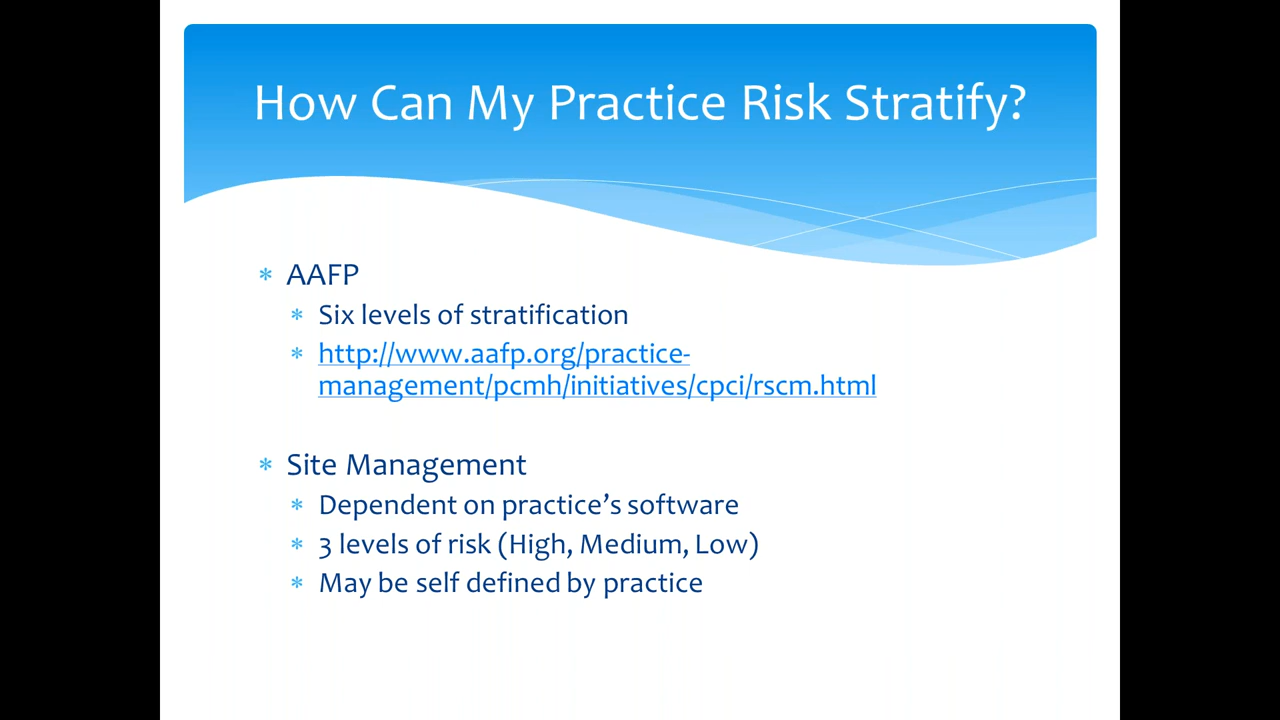 How Can My Practice Risk Stratify?
* AAFP
* Six levels of stratification
* http://www.aafp.org/practice-
management/pcmh/initiatives/cpci/rscm.html
* Site Management
* Dependent on practice’s software
* 3 levels of risk (High, Medium, Low)
* May be self defined by practice